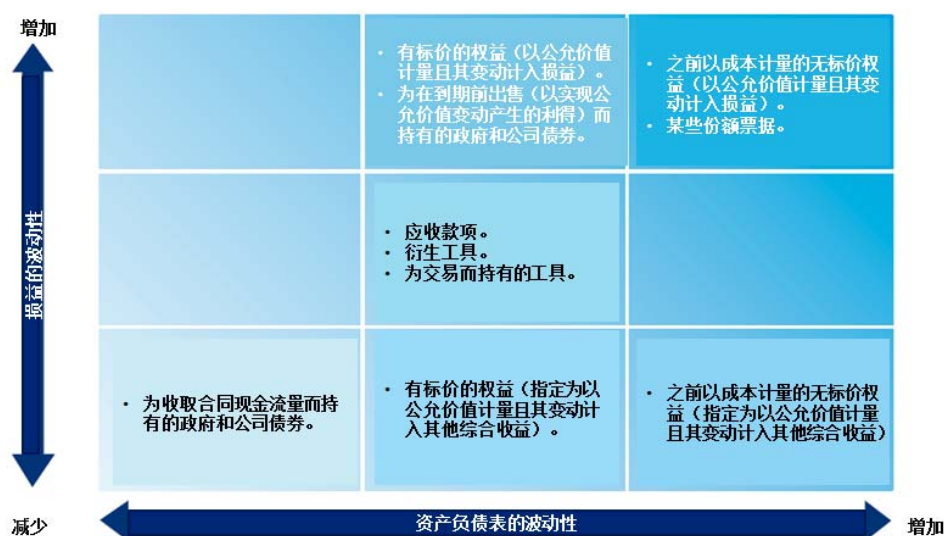 增加
• 有标价的权益（以公允价值
计量且其变动计入损益）。
• 为在到期前出售（以实现公
允价值变动产生的利得）而
持有的政府和公司债券。
• 之前以成本计量的无标价权
益（以公允价值计量且其变
动计入损益）。
• 某些份额票据。
损益的波动性
• 应收款项。
• 衍生工具。
• 为交易而持有的工具。
• 为收取合同现金流量而持
有的政府和公司债券。
• 有标价的权益（指定为以
公允价值计量且其变动计
入其他综合收益）。
• 之前以成本计量的无标价权
益（指定为以公允价值计量
且其变动计入其他综合收益）
减少
资产负债表的波动性
增加